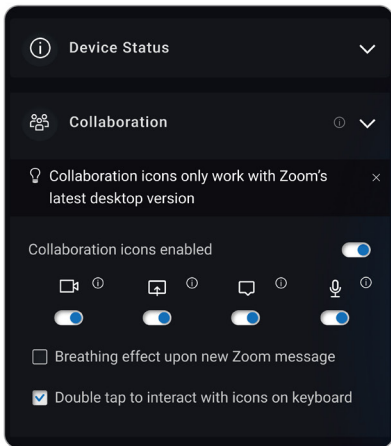 Device Status
Collaboration
Collaboration icons only work with Zoom's
latest desktop version
Collaboration icons enabled
Breathing effect upon new Zoom message
Double tap to interact with icons on keyboard